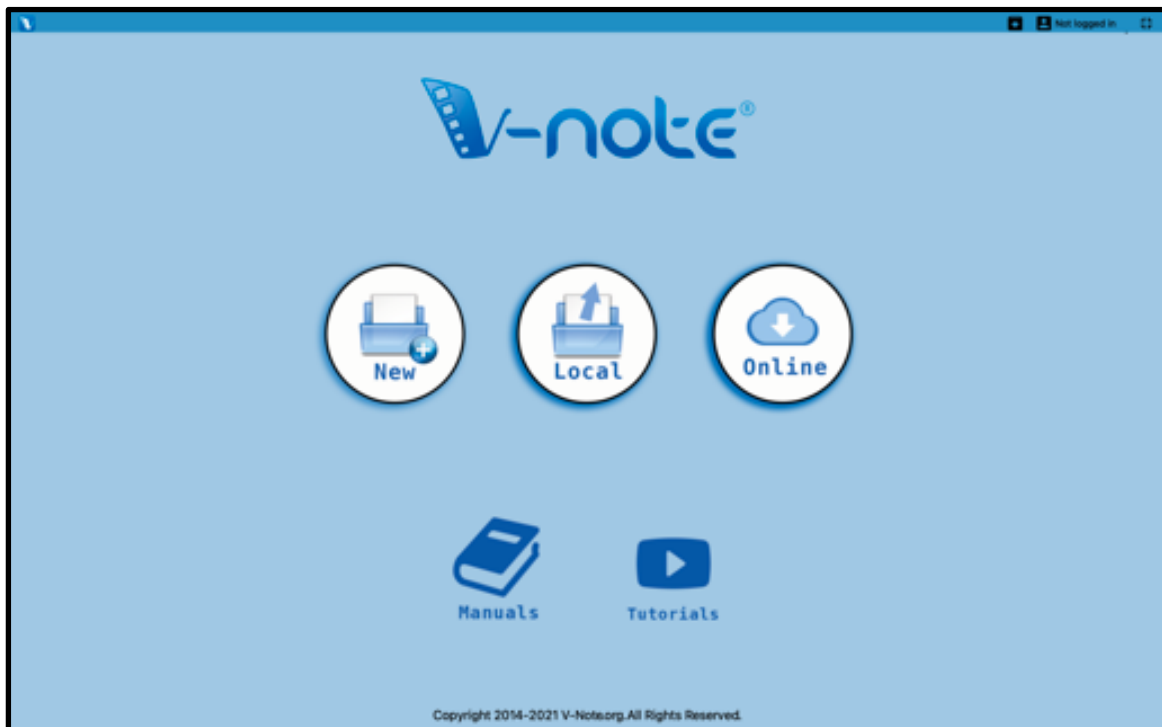 Not logged in
V-note®
New Local Online
Manuals Tutorials
Copyright 2014-2021 V-Note.org.All Rights Reserved.